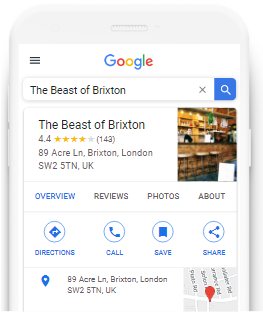 Google
The Beast of Brixton
The Beast of Brixton
4.4 (143)
89 Acre Ln, Brixton, London
SW2 5TN, UK
OVERVIEW REVIEWS PHOTOS ABOUT
DIRECTIONS CALL SAVE SHARE
89 Acre Ln, Brixton, London
SW2 5TN, UK